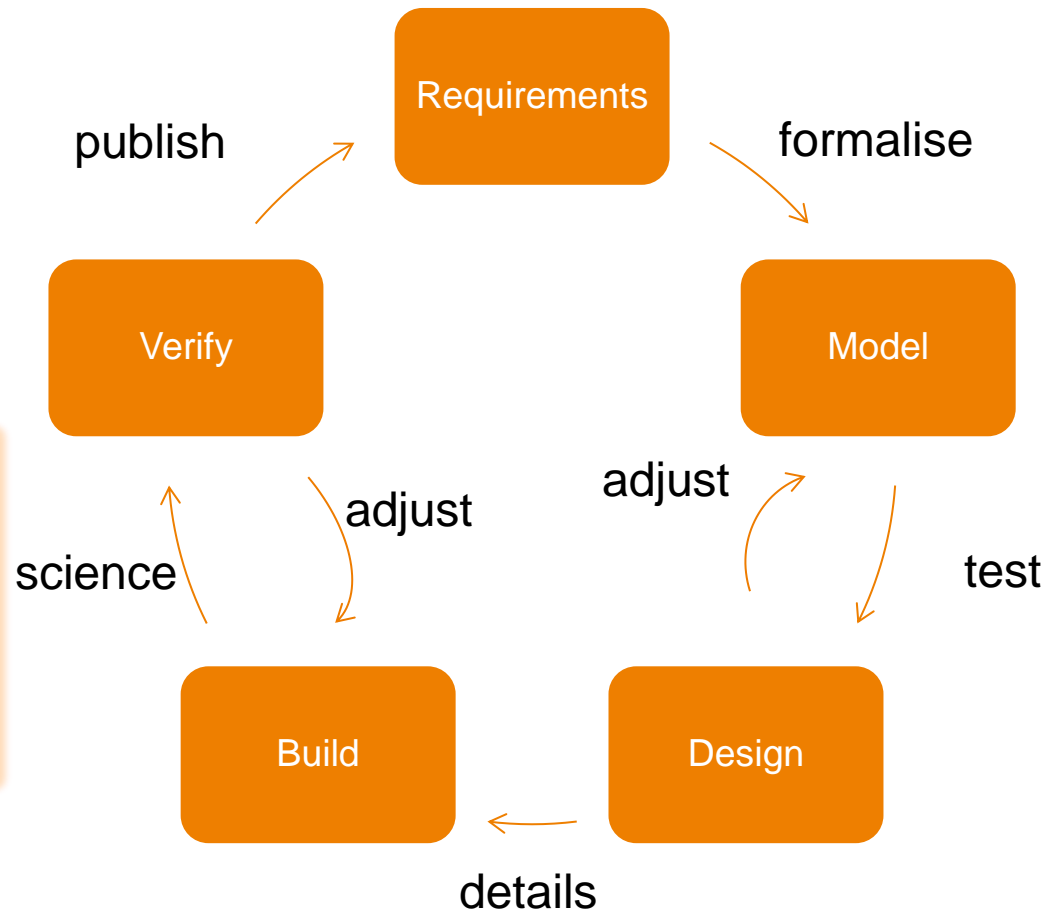 Requirements
publish
formalise
Verify
Model
adjust
adjust
science
test
Build
Design
details